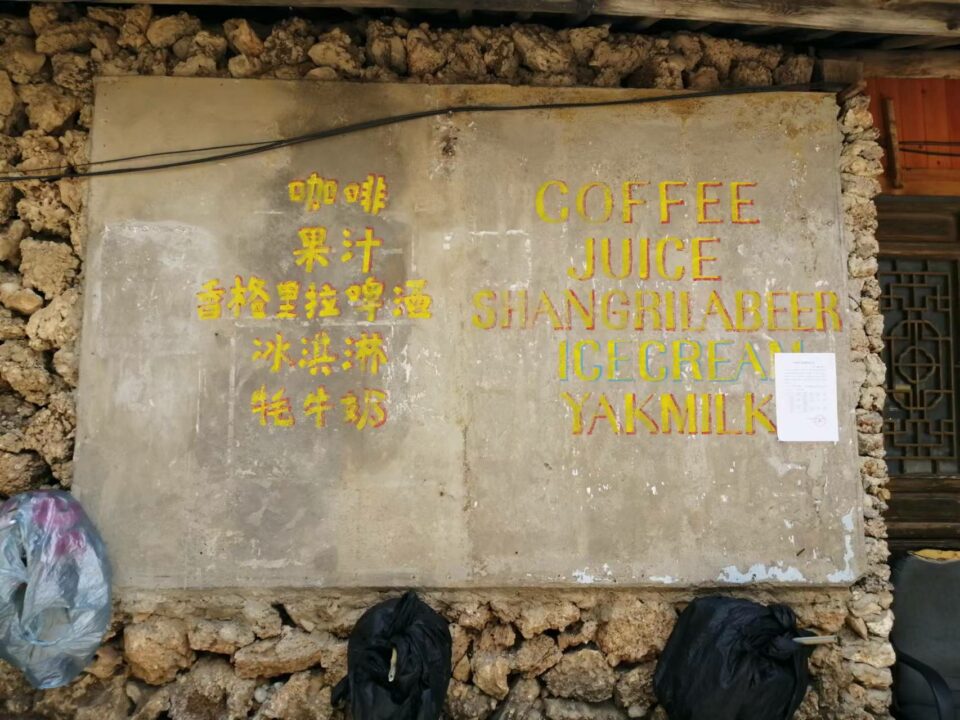 咖啡 COFFEE
果汁 JUICE
香格里拉啤酒 SHANGRILABEER
冰淇淋 ICECREAM
牦牛奶 YAKMILK